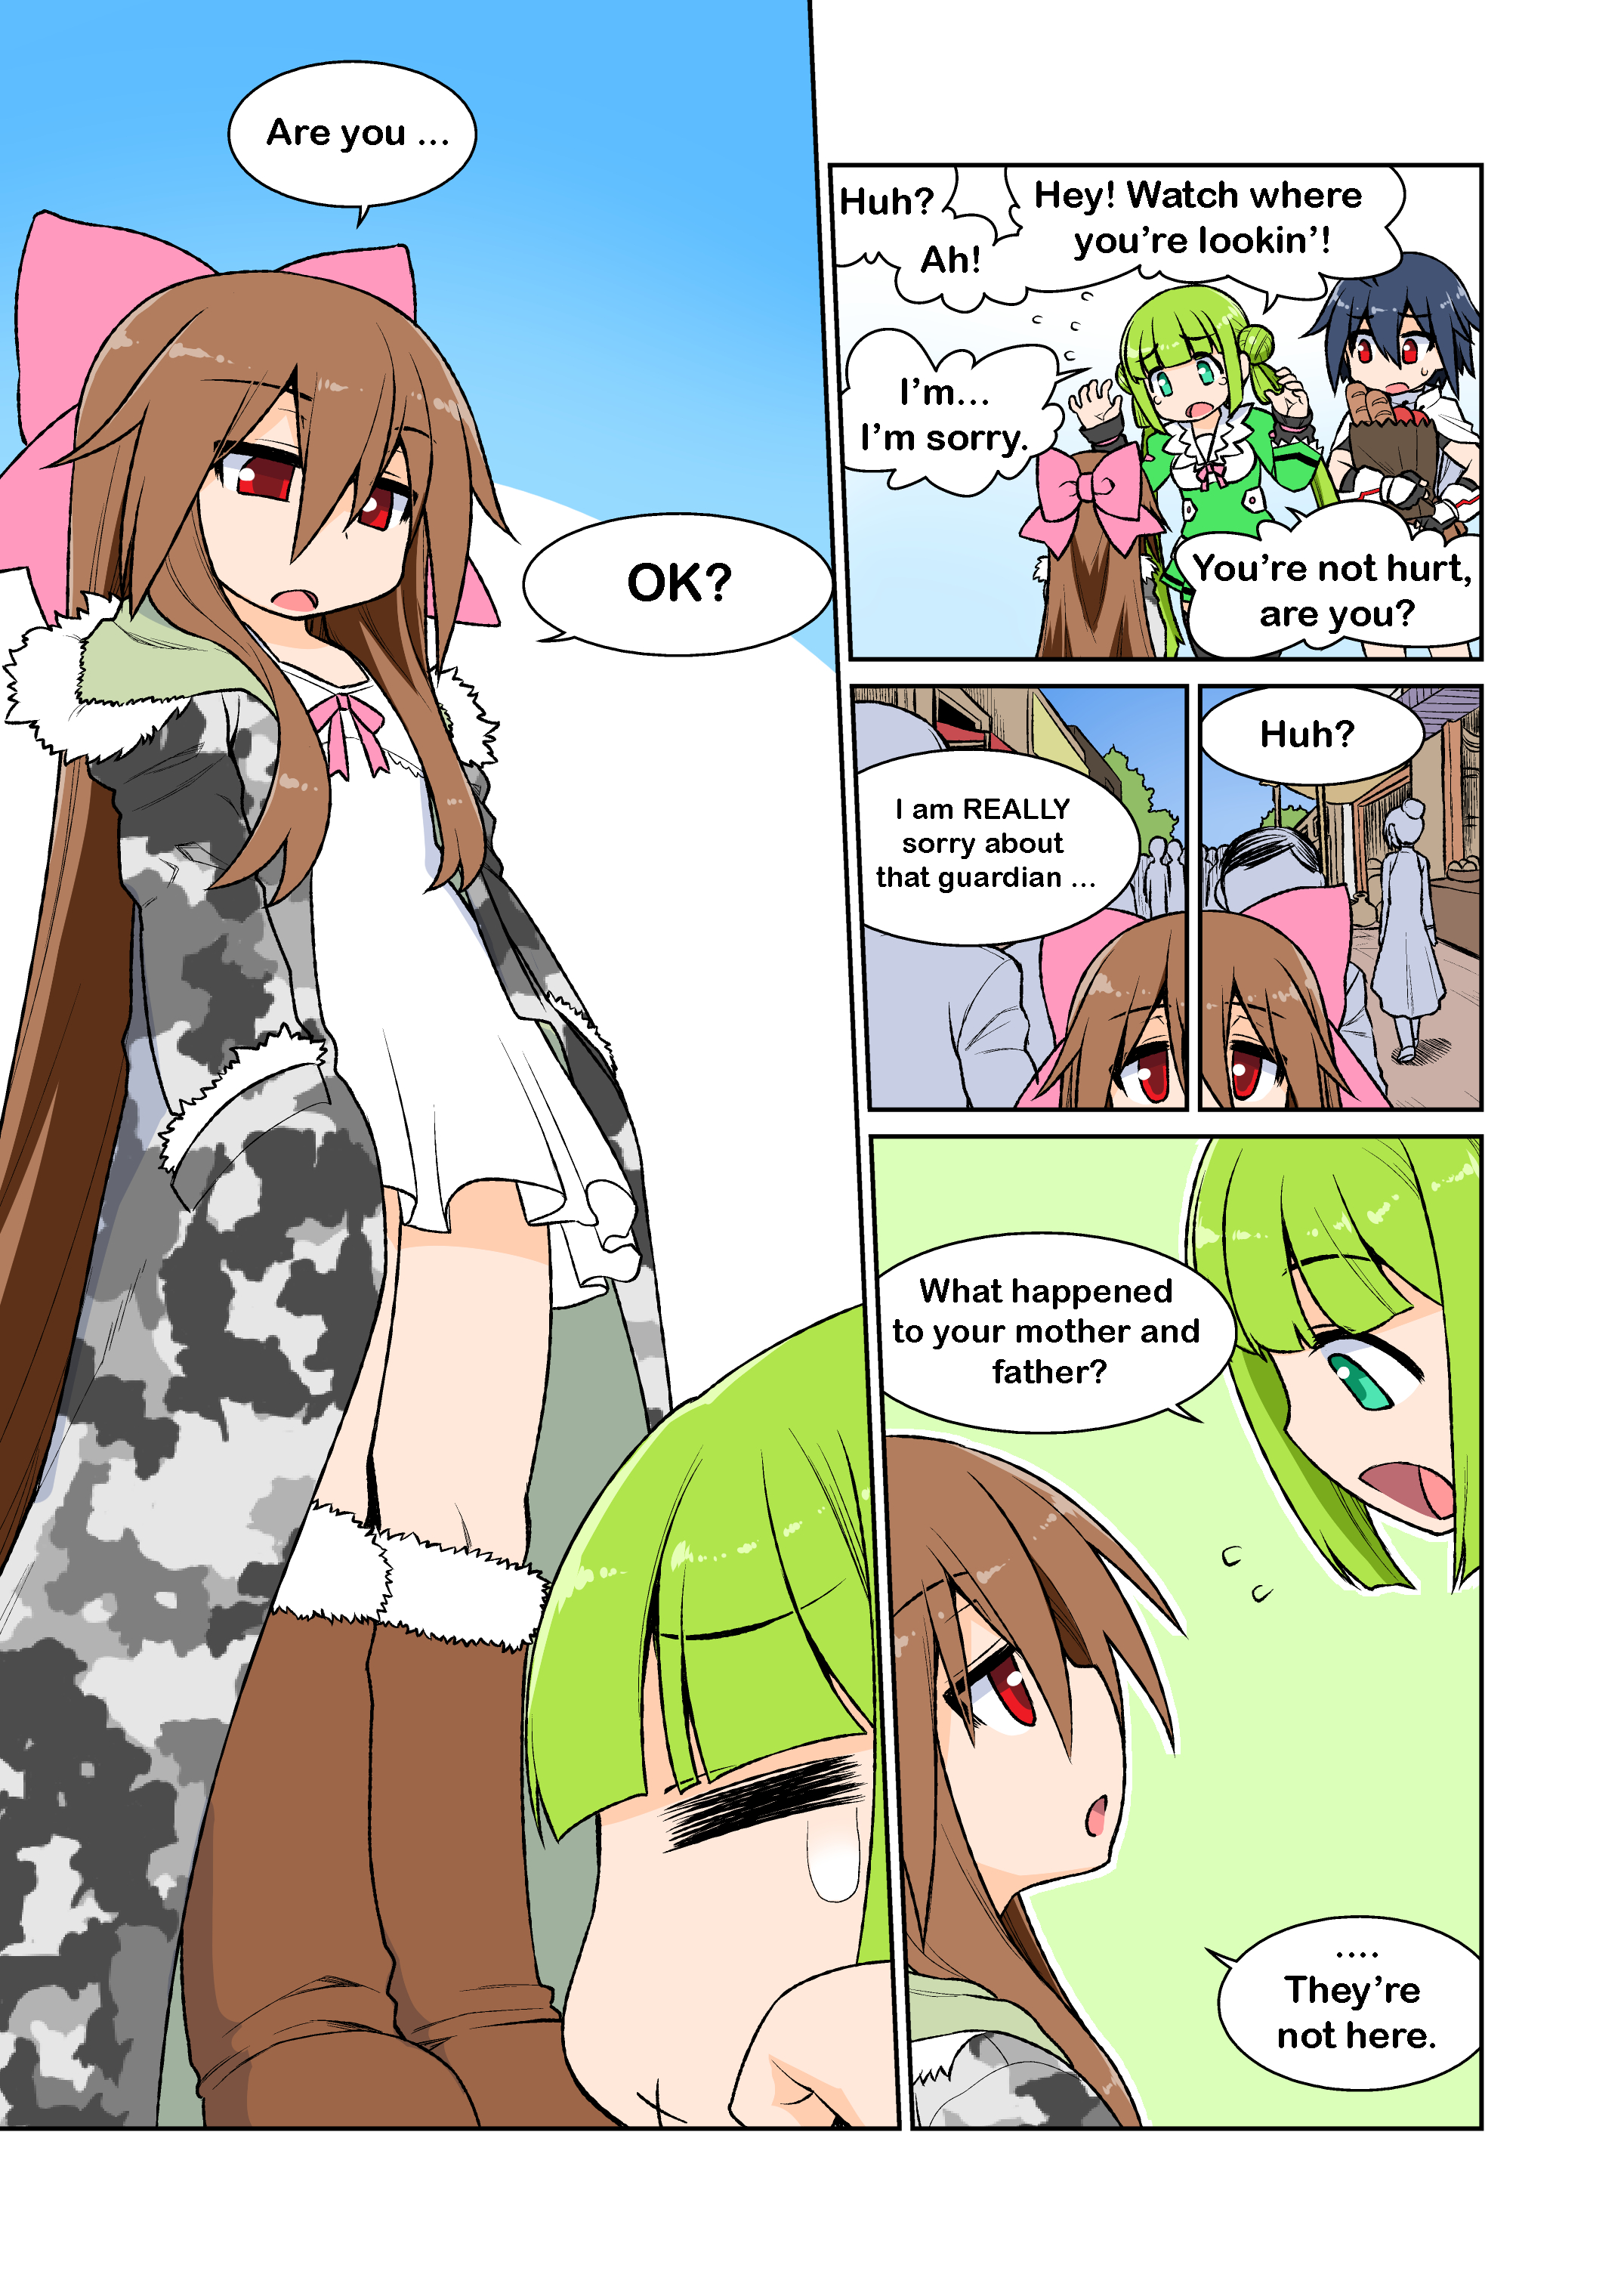 Are you ...
OK?
Huh?
Ah!
Hey! Watch where
you're lookin'!
I'm...
I'm sorry.
You're not hurt,
are you?
I am REALLY
sorry about
that guardian ...
Huh?
What happened
to your mother and
father?
....
They're
not here.